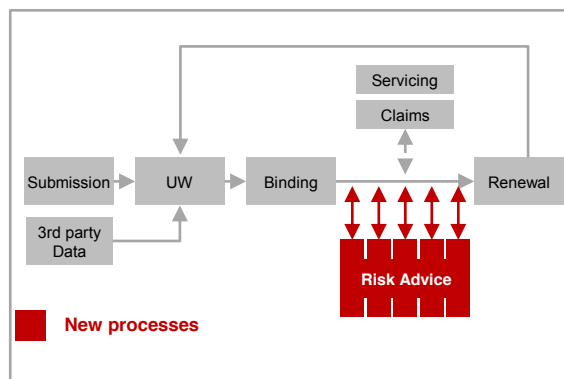 Servicing
Claims
Submission
UW
Binding
Renewal
3rd party
Data
Risk Advice
New processes